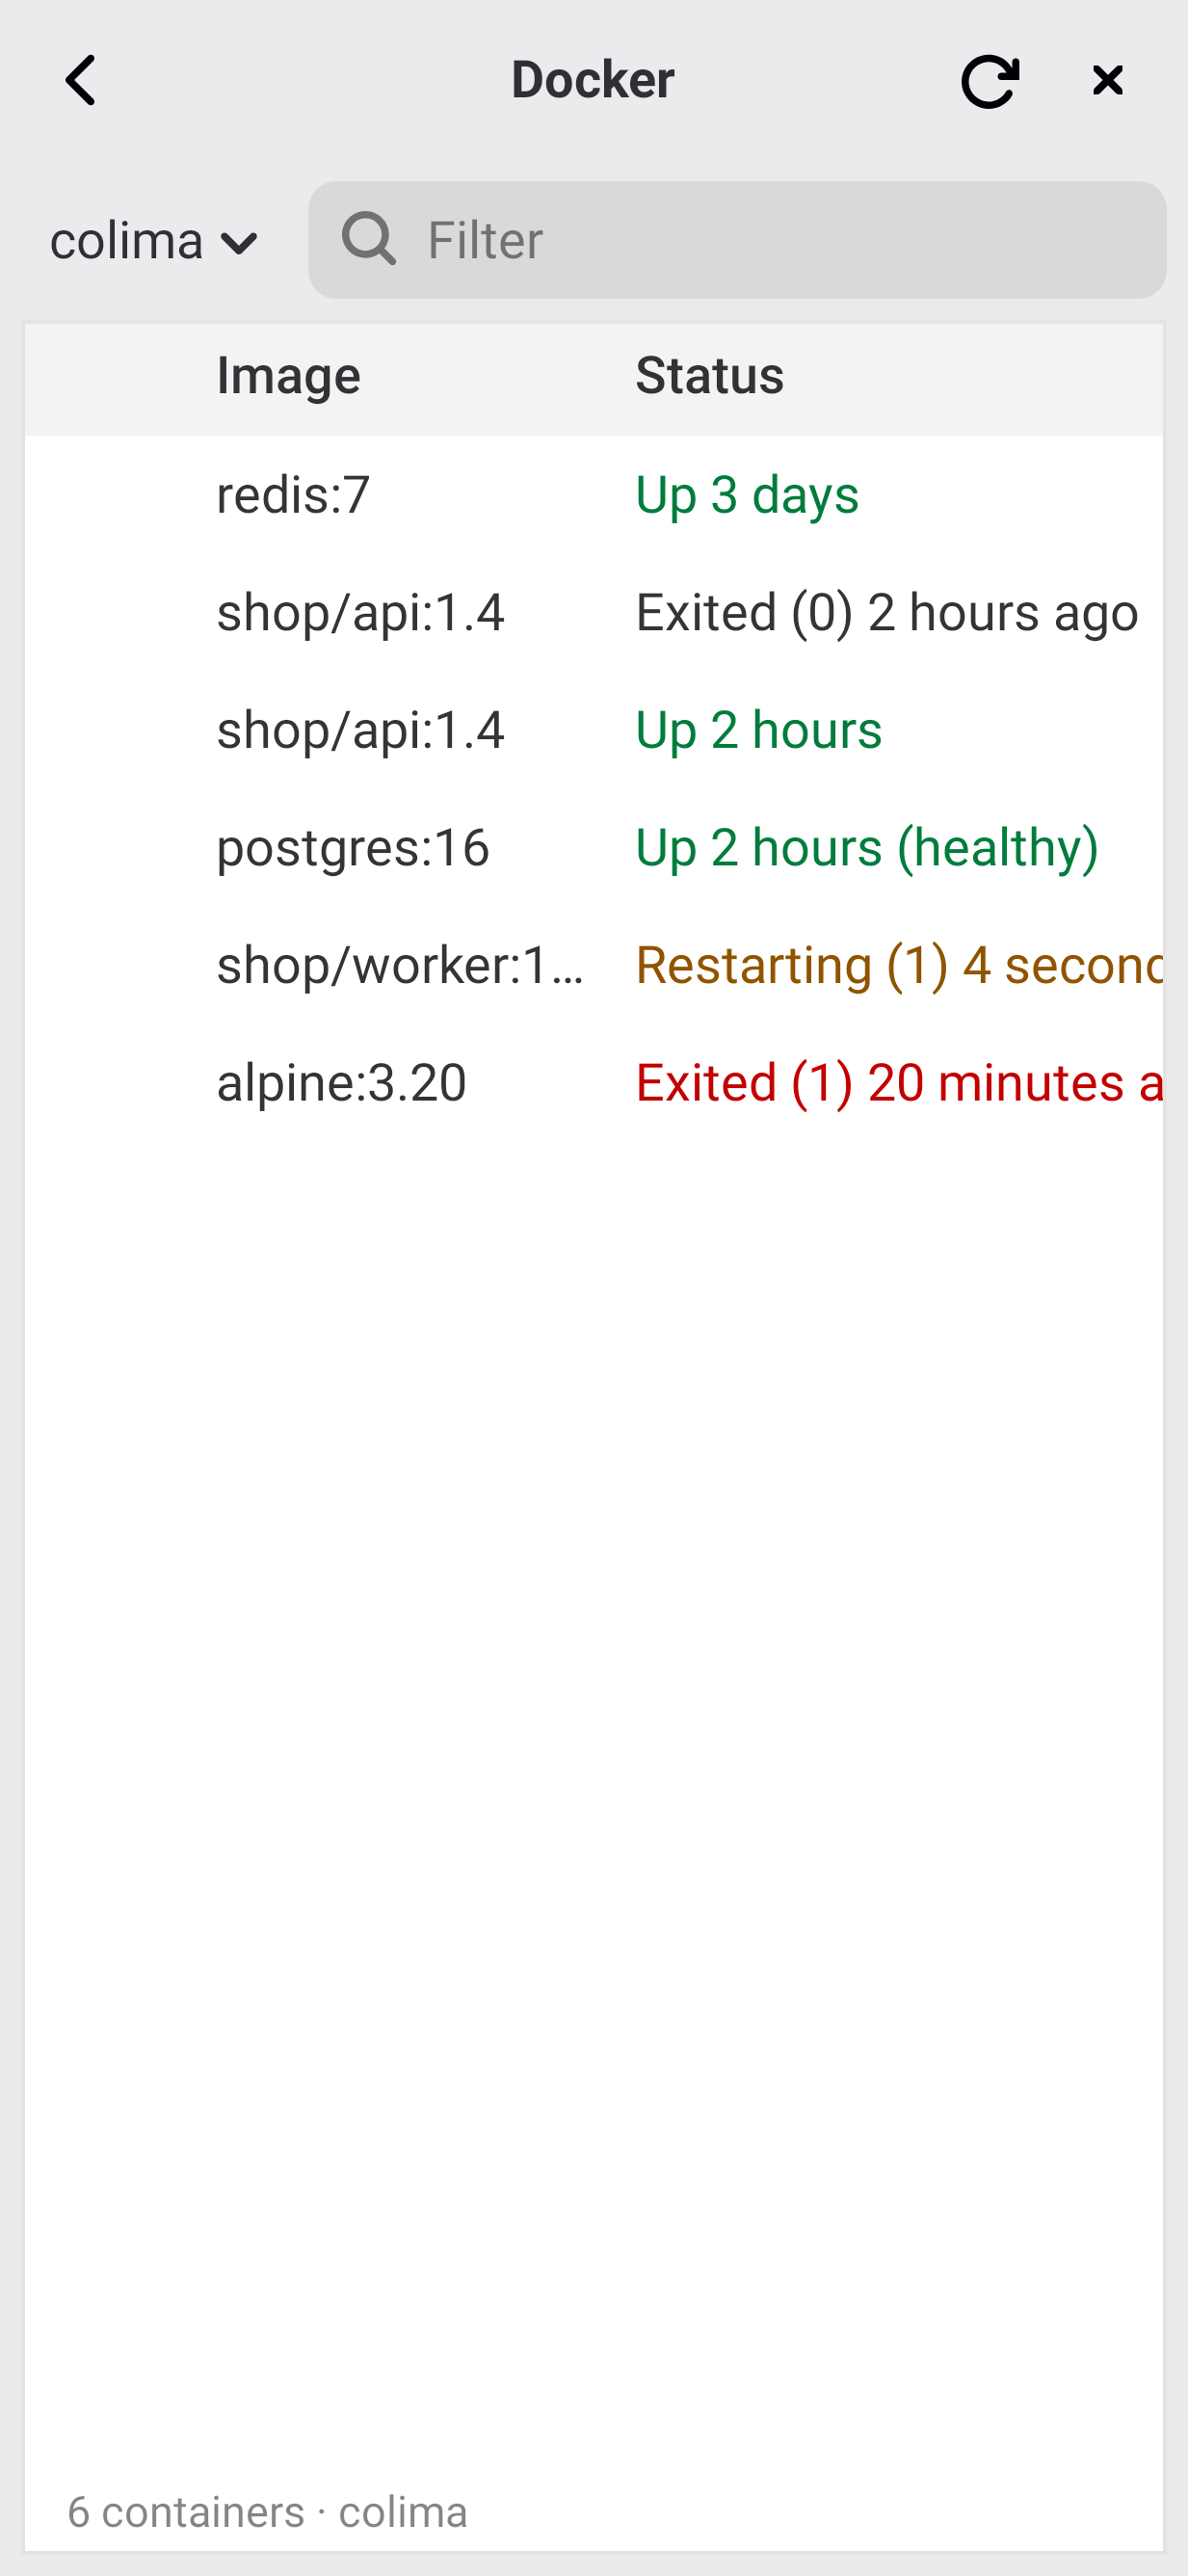 Docker
colima Filter
Image Status
redis:7 Up 3 days
shop/api:1.4 Exited (0) 2 hours ago
shop/api:1.4 Up 2 hours
postgres:16 Up 2 hours (healthy)
shop/worker:1... Restarting (1) 4 second
alpine:3.20 Exited (1) 20 minutes a
6 containers · colima